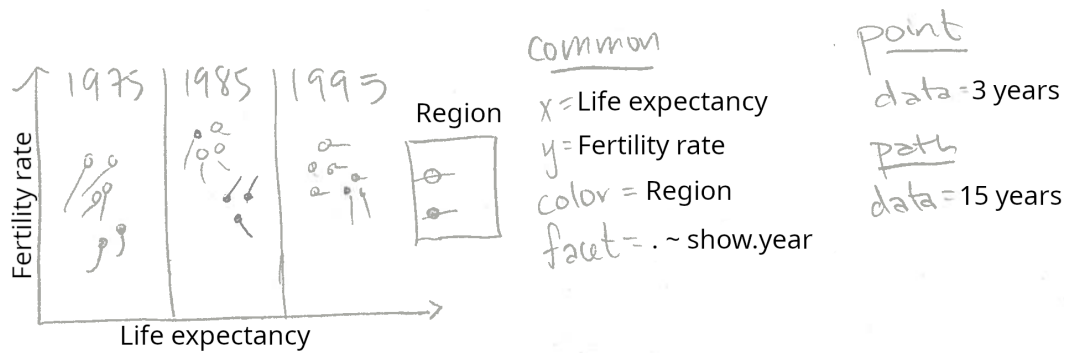 1975 1985 1995
Region
Fertility rate
Life expectancy
common
x = Life expectancy
y = Fertility rate
color = Region
facet = . ~ show.year
point
data = 3 years
path
data = 15 years